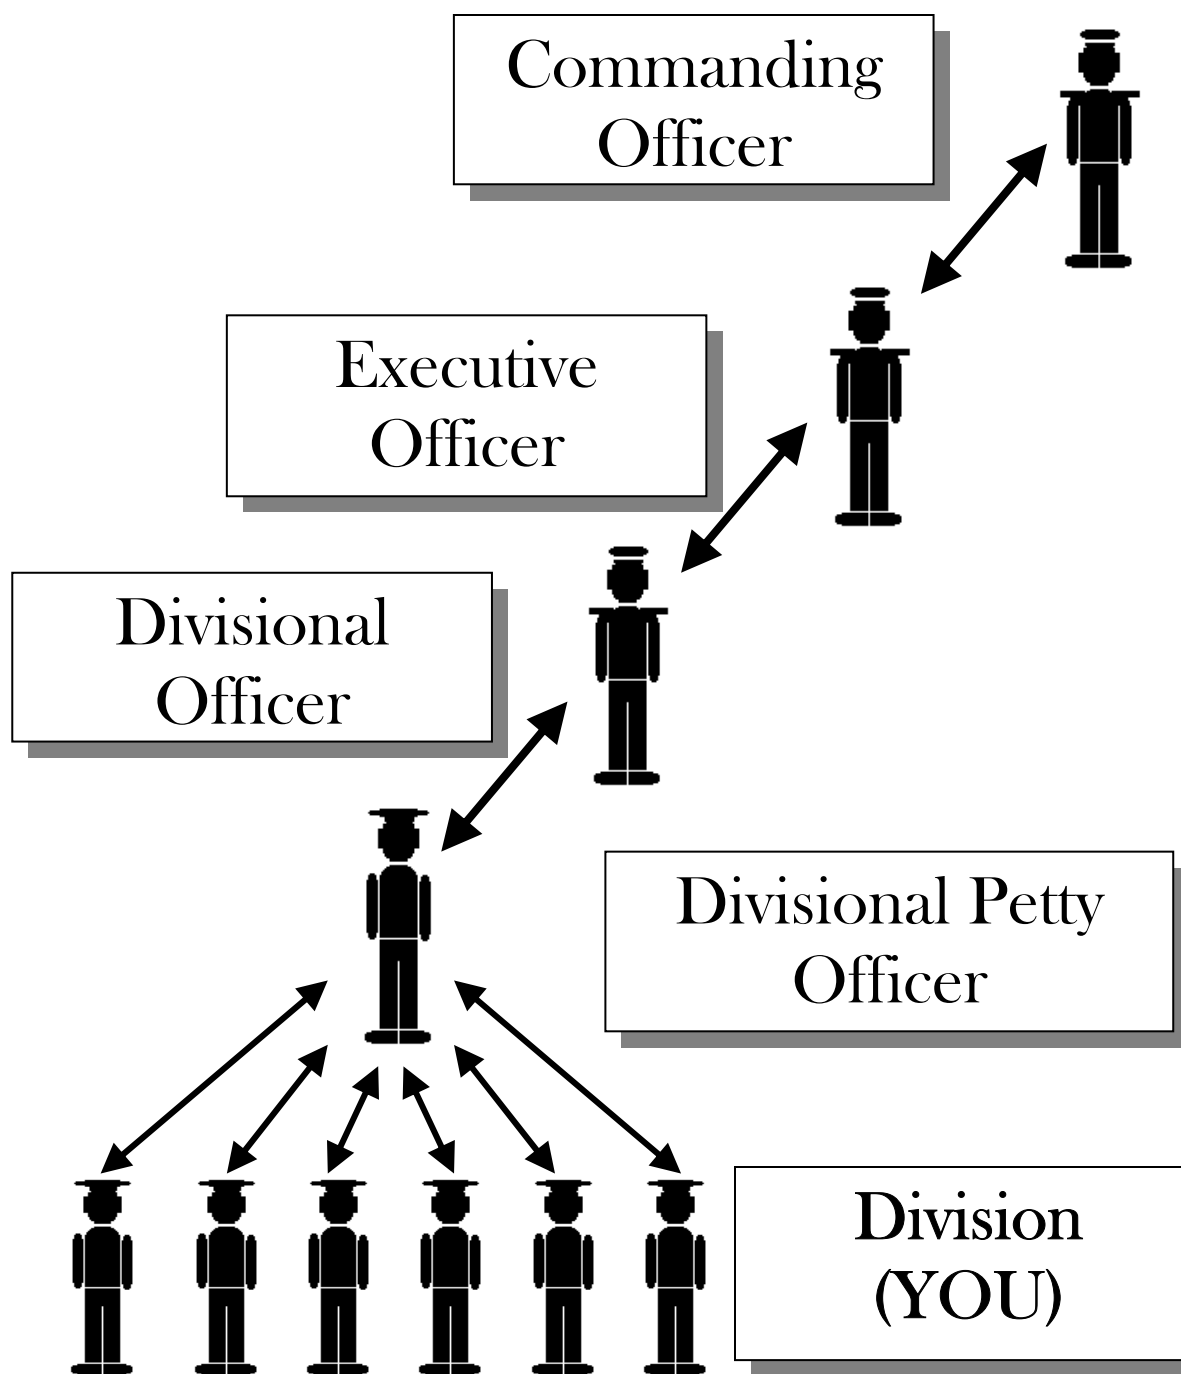 Commanding
Officer
Executive
Officer
Divisional
Officer
Divisional Petty
Officer
Division
(YOU)